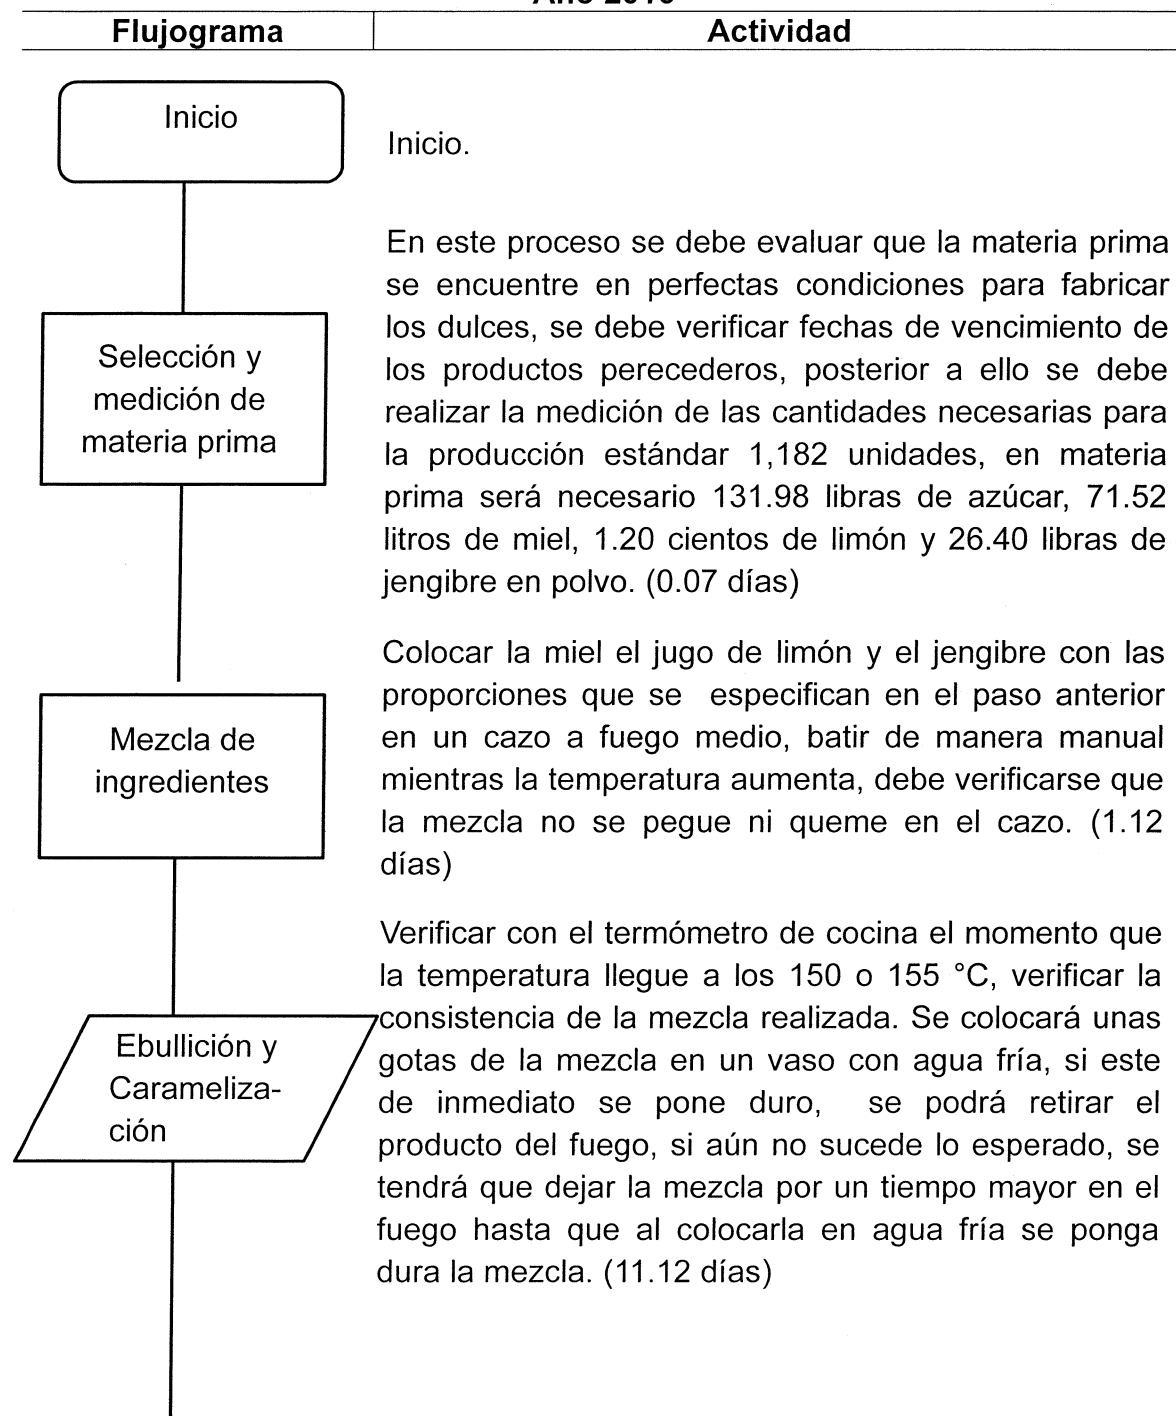 Flujograma
Actividad
Inicio
Inicio.
Selección y
medición de
materia prima
En este proceso se debe evaluar que la materia prima
se encuentre en perfectas condiciones para fabricar
los dulces, se debe verificar fechas de vencimiento de
los productos perecederos, posterior a ello se debe
realizar la medición de las cantidades necesarias para
la producción estándar 1,182 unidades, en materia
prima será necesario 131.98 libras de azúcar, 71.52
litros de miel, 1.20 cientos de limón y 26.40 libras de
jengibre en polvo. (0.07 días)
Mezcla de
ingredientes
Colocar la miel el jugo de limón y el jengibre con las
proporciones que se especifican en el paso anterior
en un cazo a fuego medio, batir de manera manual
mientras la temperatura aumenta, debe verificarse que
la mezcla no se pegue ni queme en el cazo. (1.12
días)
Ebullición y
Carameliza-
ción
Verificar con el termómetro de cocina el momento que
la temperatura llegue a los 150 o 155 °C, verificar la
consistencia de la mezcla realizada. Se colocará unas
gotas de la mezcla en un vaso con agua fría, si este
de inmediato se pone duro, se podrá retirar el
producto del fuego, si aún no sucede lo esperado, se
tendrá que dejar la mezcla por un tiempo mayor en el
fuego hasta que al colocarla en agua fría se ponga
dura la mezcla. (11.12 días)